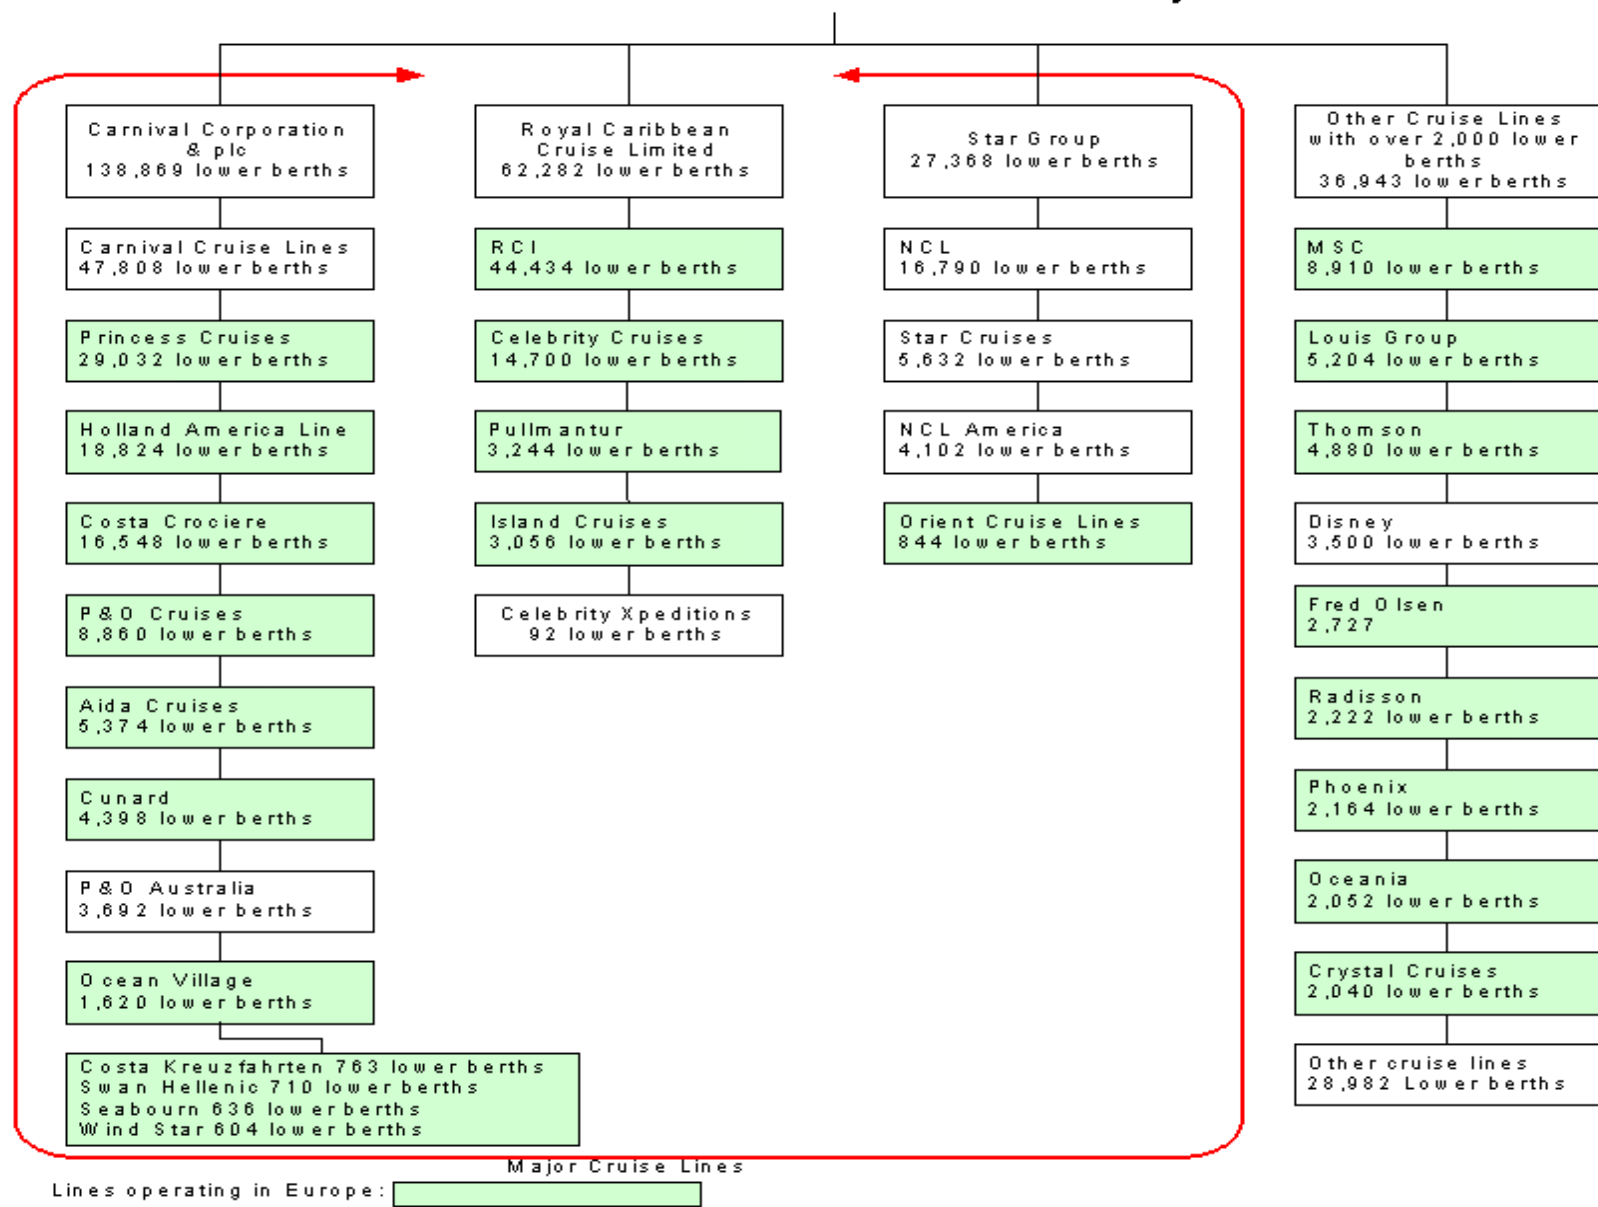 Carnival Corporation
& plc
138,869 lower berths
Carnival Cruise Lines
47,808 lower berths
Princess Cruises
29,032 lower berths
Holland America Line
18,824 lower berths
Costa Crociere
16,548 lower berths
P&O Cruises
8,860 lower berths
Aida Cruises
5,374 lower berths
Cunard
4,398 lower berths
P&O Australia
3,692 lower berths
Ocean Village
1,620 lower berths
Costa Kreuzfahrten 763 lower berths
Swan Hellenic 710 lower berths
Seabourn 636 lower berths
Wind Star 604 lower berths
Royal Caribbean
Cruise Limited
62,282 lower berths
RCI
44,434 lower berths
Celebrity Cruises
14,700 lower berths
Pullmantur
3,244 lower berths
Island Cruises
3,056 lower berths
Celebrity Xpeditions
92 lower berths
Star Group
27,368 lower berths
NCL
16,790 lower berths
Star Cruises
5,632 lower berths
NCL America
4,102 lower berths
Orient Cruise Lines
844 lower berths
Other Cruise Lines
with over 2,000 lower
berths
36,943 lower berths
MSC
8,910 lower berths
Louis Group
5,204 lower berths
Thomson
4,880 lower berths
Disney
3,500 lower berths
Fred Olsen
2,727
Radisson
2,222 lower berths
Phoenix
2,164 lower berths
Oceania
2,052 lower berths
Crystal Cruises
2,040 lower berths
Other cruise lines
28,982 Lower berths
Major Cruise Lines
Lines operating in Europe: